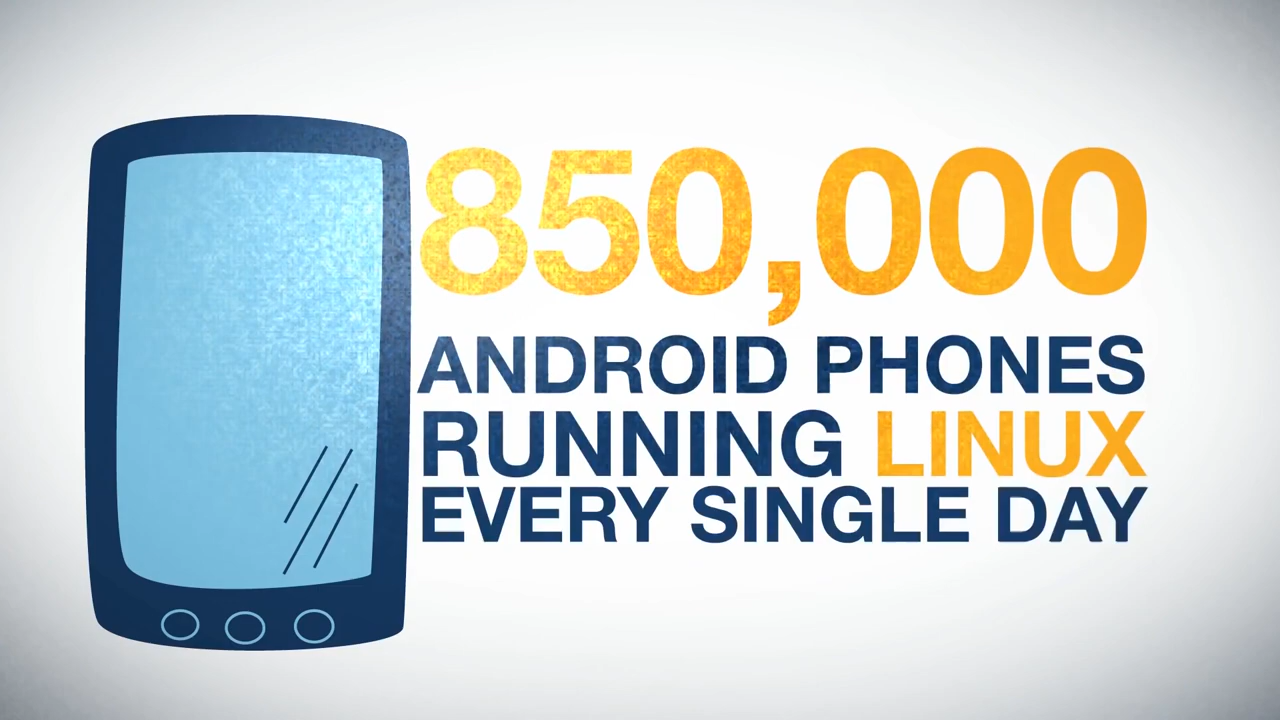 850,000
ANDROID PHONES
RUNNING LINUX
EVERY SINGLE DAY